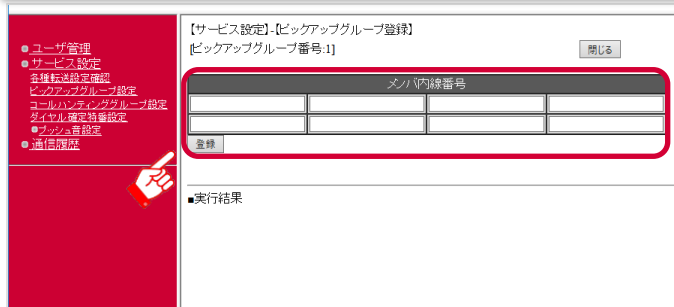 ユーザ管理
サービス設定
各種転送設定確認
ピックアップグループ設定
コールハンティンググループ設定
ダイヤル確定特番設定
プッシュ音設定
通信履歴
【サービス設定】-【ピックアップグループ登録】
[ピックアップグループ番号:1]
閉じる
メンバ内線番号
登録
■実行結果